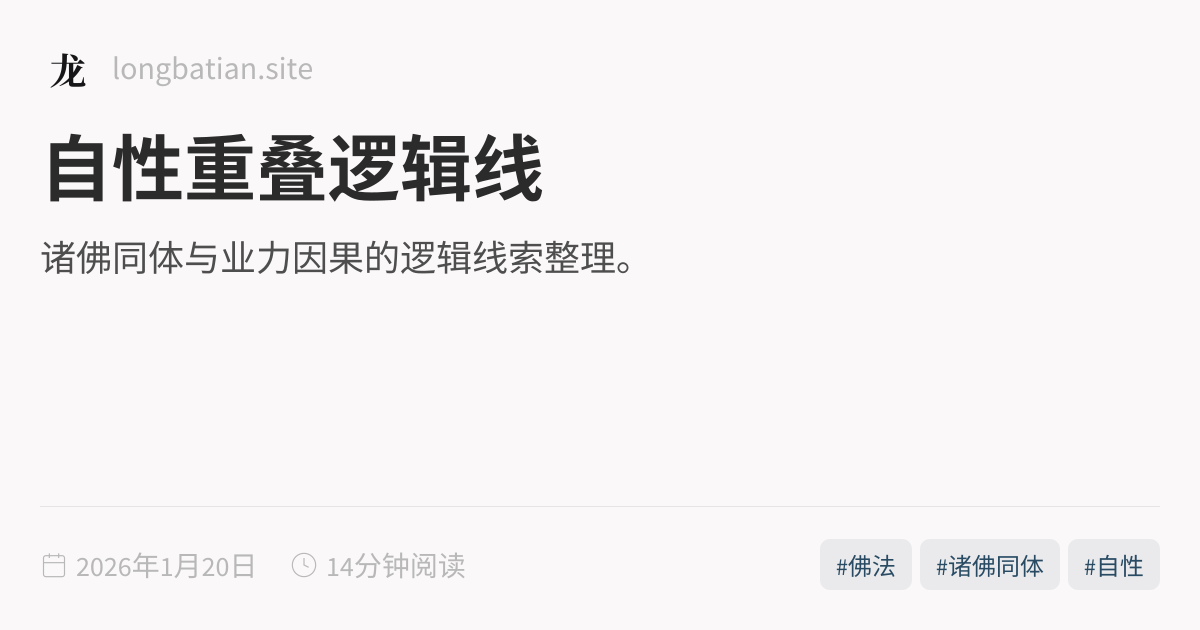 龙 longbatian.site
自性重叠逻辑线
诸佛同体与业力因果的逻辑线索整理。
2026年1月20日 14分钟阅读 #佛法 #诸佛同体 #自性